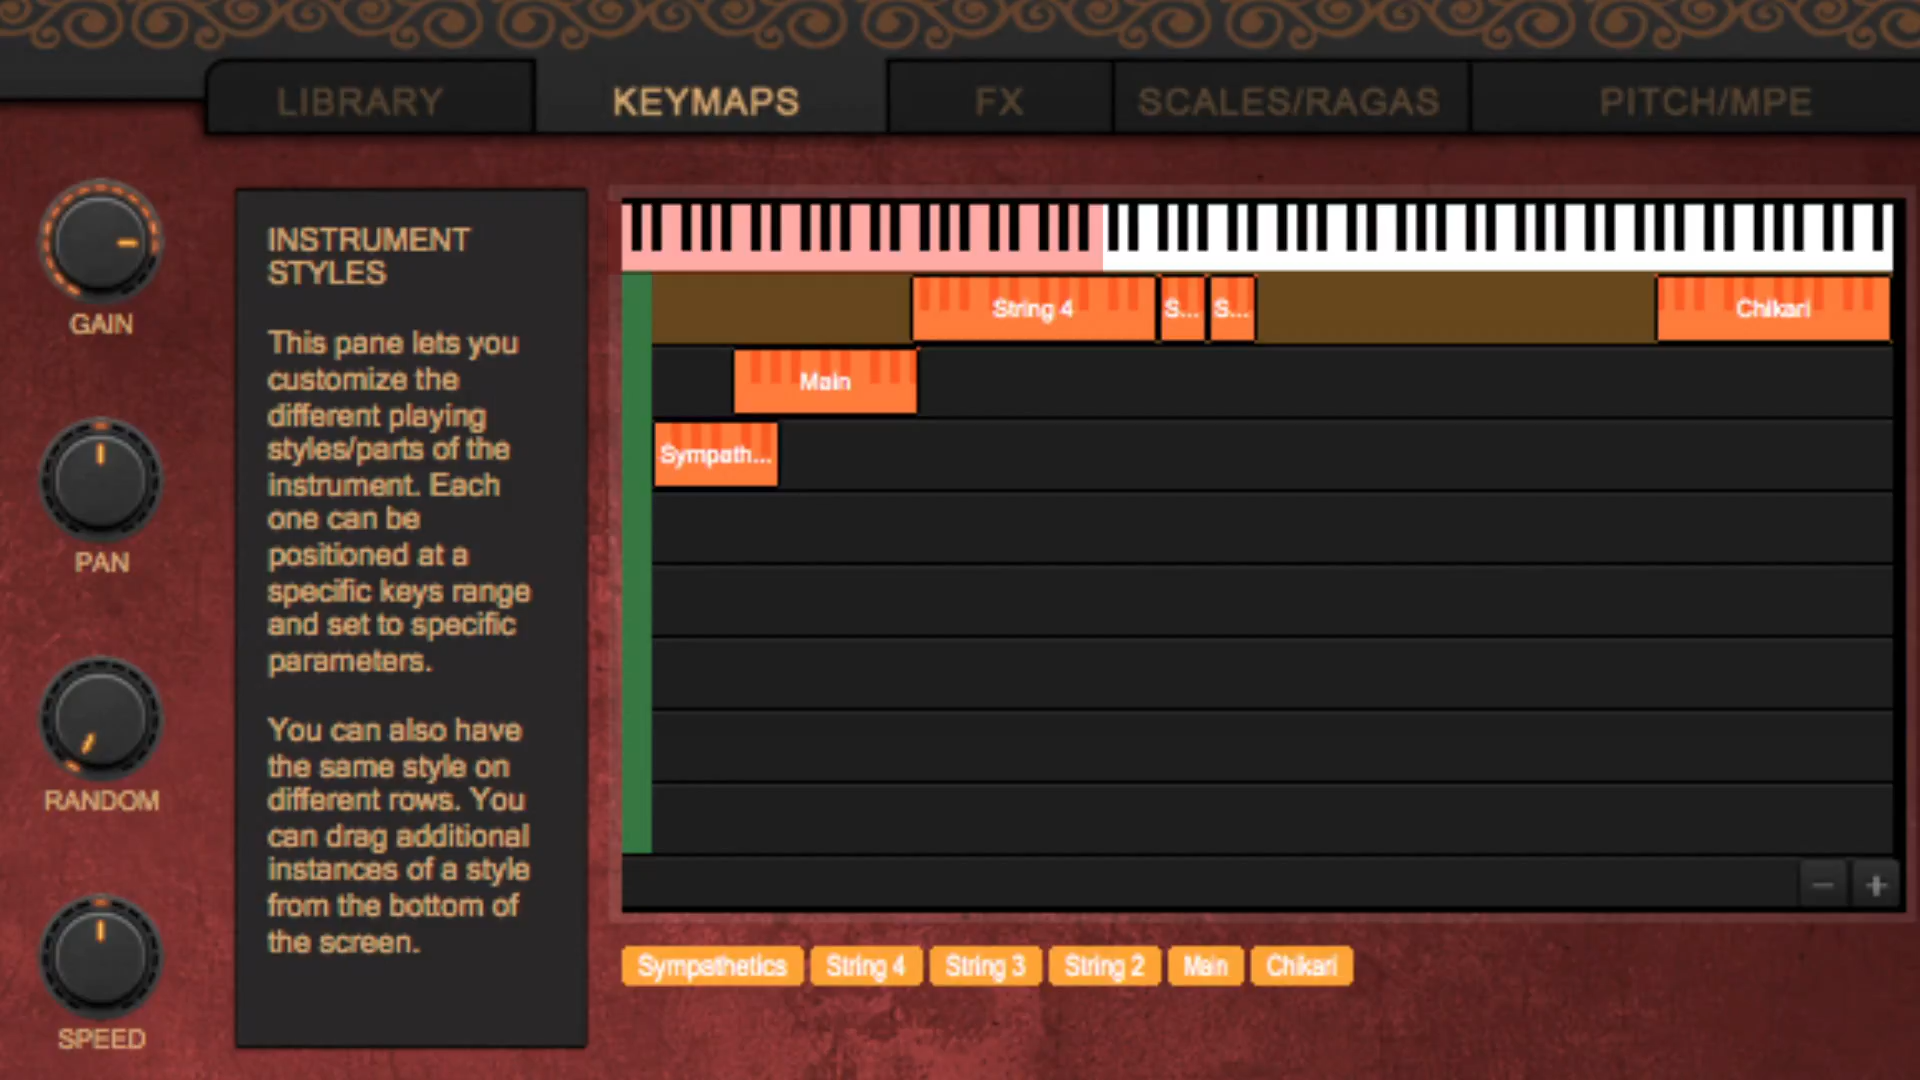 LIBRARY
KEYMAPS
FX
SCALES/RAGAS
PITCH/MPE
GAIN
PAN
RANDOM
SPEED
INSTRUMENT
STYLES
This pane lets you
customize the
different playing
styles/parts of the
instrument. Each
one can be
positioned at a
specific keys range
and set to specific
parameters.
You can also have
the same style on
different rows. You
can drag additional
instances of a style
from the bottom of
the screen.
String 4
S...
S...
Chikari
Main
Sympath...
− +
Sympathetics
String 4
String 3
String 2
Main
Chikari